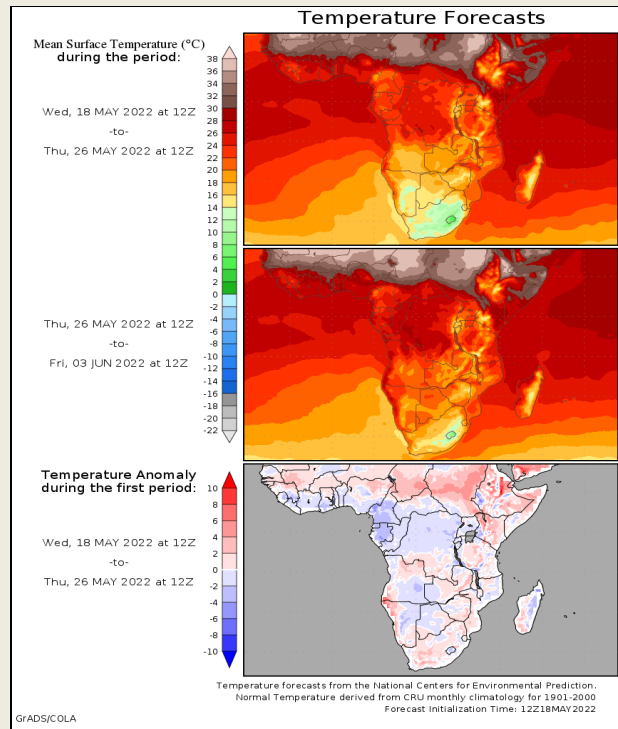 Temperature Forecasts
Mean Surface Temperature (°C)
during the period:
Wed, 18 MAY 2022 at 12Z
-to-
Thu, 26 MAY 2022 at 12Z
38
36
34
32
30
28
26
24
22
20
18
16
14
12
10
8
6
4
2
0
-2
-4
-6
-8
-10
-12
-14
-16
-17
-18
-20
-22
Thu, 26 MAY 2022 at 12Z
-to-
Fri, 03 JUN 2022 at 12Z
Temperature Anomaly
during the first period:
Wed, 18 MAY 2022 at 12Z
-to-
Thu, 26 MAY 2022 at 12Z
10
8
6
4
2
0
-2
-4
-6
-8
-10
Temperature forecasts from the National Centers for Environmental Prediction.
Normal Temperature derived from CRU monthly climatology for 1901-2000
Forecast Initialization Time: 12Z18MAY2022
GrADS/COLA